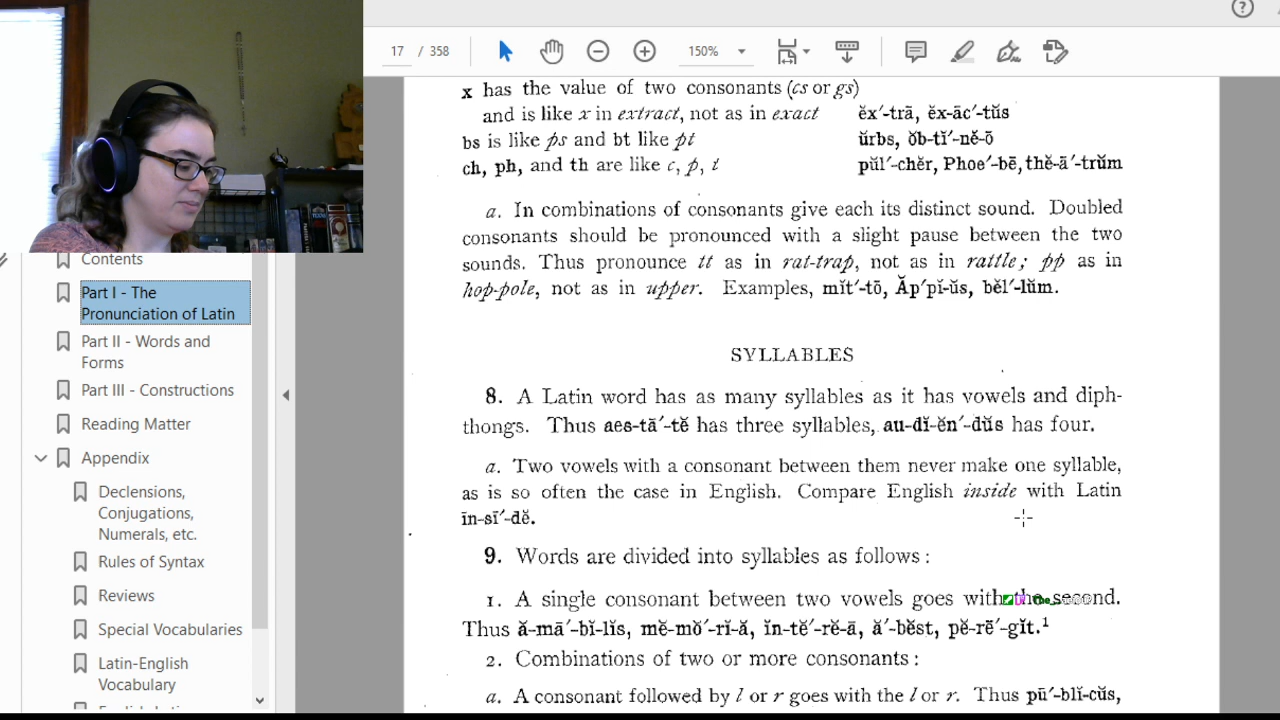 17 / 358
150%
Contents
Part I - The
Pronunciation of Latin
Part II - Words and
Forms
Part III - Constructions
Reading Matter
Appendix
Declensions,
Conjugations,
Numerals, etc.
Rules of Syntax
Reviews
Special Vocabularies
Latin-English
Vocabulary
x has the value of two consonants (cs or gs)
and is like x in extract, not as in exact ĕx′-trā, ĕx-āc′-tŭs
bs is like ps and bt like pt ŭrbs, ŏb-tĭ′-nĕ-ō
ch, ph, and th are like c, p, t pŭl′-chĕr, Phoe′-bē, thĕ-ā′-trŭm
a. In combinations of consonants give each its distinct sound. Doubled
consonants should be pronounced with a slight pause between the two
sounds. Thus pronounce tt as in rat-trap, not as in rattle; pp as in
hop-pole, not as in upper. Examples, mĭt′-tō, Ăp′pĭ-ŭs, bĕl′-lŭm.
SYLLABLES
8. A Latin word has as many syllables as it has vowels and diph-
thongs. Thus aes-tā′-tĕ has three syllables, au-dĭ-ĕn′-dŭs has four.
a. Two vowels with a consonant between them never make one syllable,
as is so often the case in English. Compare English inside with Latin
īn-sī′-dĕ.
9. Words are divided into syllables as follows:
1. A single consonant between two vowels goes with the second.
Thus ă-mā′-bĭ-lĭs, mĕ-mŏ′-rĭ-ă, ĭn-tĕ′-rĕ-ā, ă′-bĕst, pĕ-rē′-gĭt.¹
2. Combinations of two or more consonants:
a. A consonant followed by l or r goes with the l or r. Thus pū′-blĭ-cŭs,